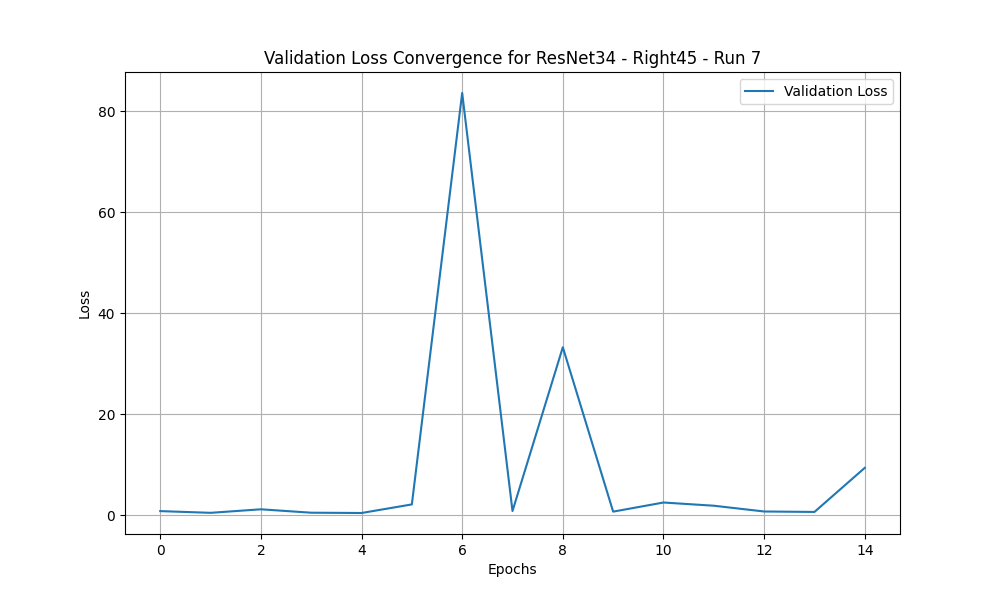 Validation Loss Convergence for ResNet34 - Right45 - Run 7
Validation Loss
80
60
40
20
0
Loss
0 2 4 6 8 10 12 14
Epochs